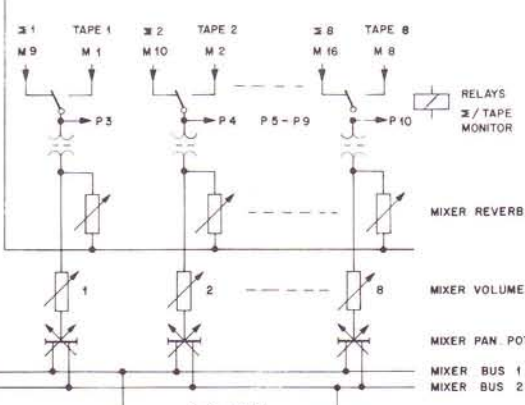 Σ 1 TAPE 1 Σ 2 TAPE 2 Σ 8 TAPE 8
M 9 M 1 M 10 M 2 M 16 M 8
RELAYS
Σ / TAPE
MONITOR
P 3 P 4 P 5 - P 9 P 10
MIXER REVERB
1 2 8 MIXER VOLUME
MIXER PAN. POT
MIXER BUS 1
MIXER BUS 2